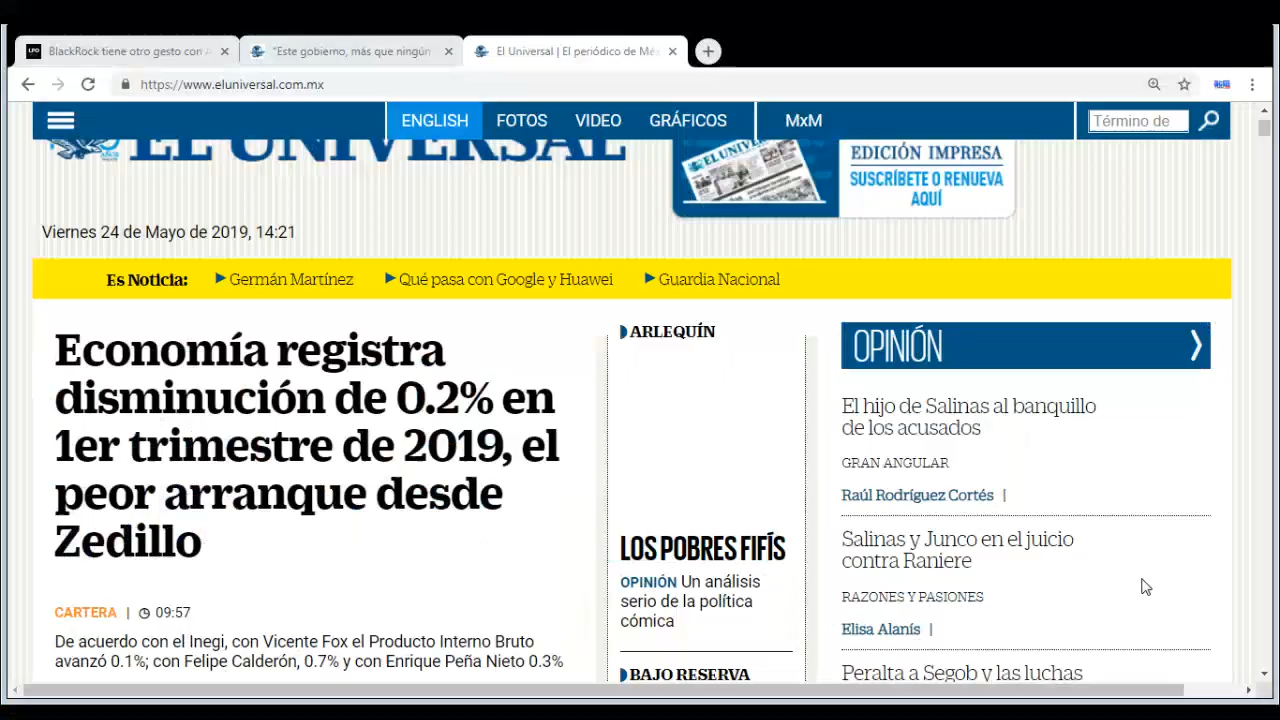 BlackRock tiene otro gesto con
"Este gobierno, más que ningún
El Universal | El periódico de Mé
https://www.eluniversal.com.mx
ENGLISH
FOTOS
VIDEO
GRÁFICOS
MxM
Término de
EL UNIVERSAL
EDICIÓN IMPRESA
SUSCRÍBETE O RENUEVA
AQUÍ
Viernes 24 de Mayo de 2019, 14:21
Es Noticia:
Germán Martínez
Qué pasa con Google y Huawei
Guardia Nacional
Economía registra
disminución de 0.2% en
1er trimestre de 2019, el
peor arranque desde
Zedillo
CARTERA | 09:57
De acuerdo con el Inegi, con Vicente Fox el Producto Interno Bruto
avanzó 0.1%; con Felipe Calderón, 0.7% y con Enrique Peña Nieto 0.3%
ARLEQUÍN
LOS POBRES FIFÍS
OPINIÓN Un análisis
serio de la política
cómica
BAJO RESERVA
OPINIÓN
El hijo de Salinas al banquillo
de los acusados
GRAN ANGULAR
Raúl Rodríguez Cortés |
Salinas y Junco en el juicio
contra Raniere
RAZONES Y PASIONES
Elisa Alanís |
Peralta a Segob y las luchas